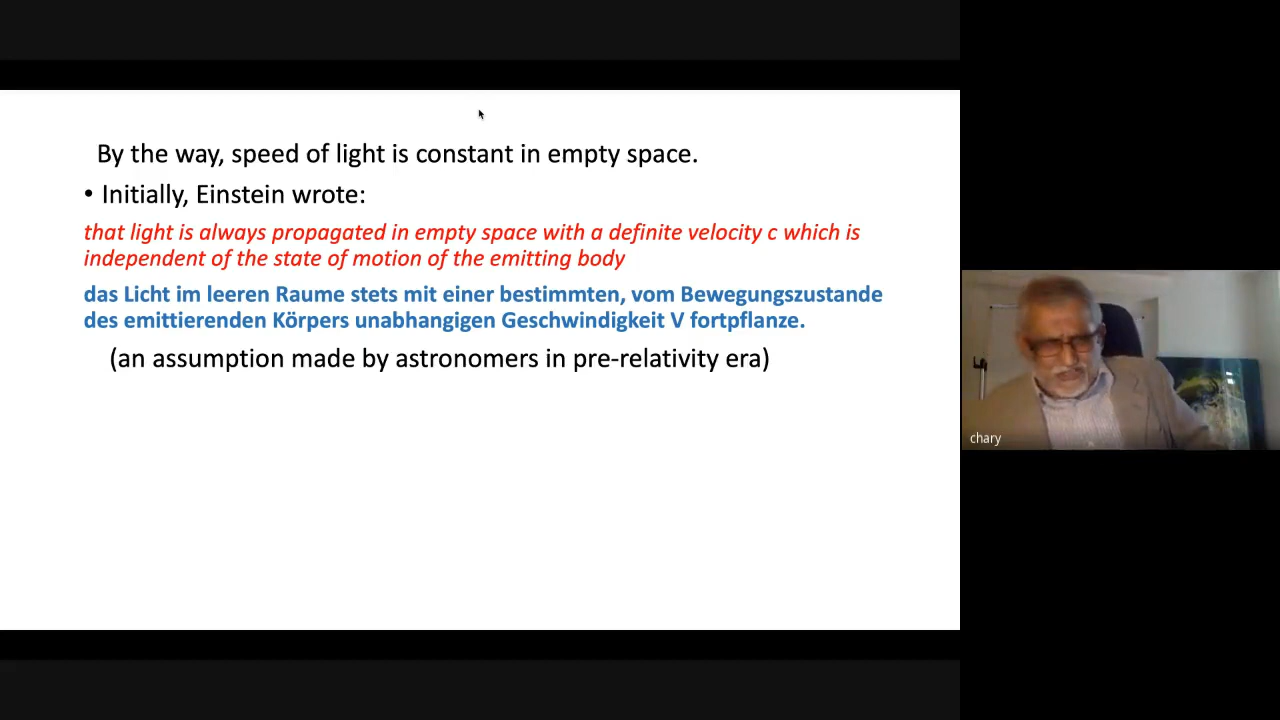 By the way, speed of light is constant in empty space.
• Initially, Einstein wrote:
that light is always propagated in empty space with a definite velocity c which is
independent of the state of motion of the emitting body
das Licht im leeren Raume stets mit einer bestimmten, vom Bewegungszustande
des emittierenden Körpers unabhangigen Geschwindigkeit V fortpflanze.
(an assumption made by astronomers in pre-relativity era)
chary